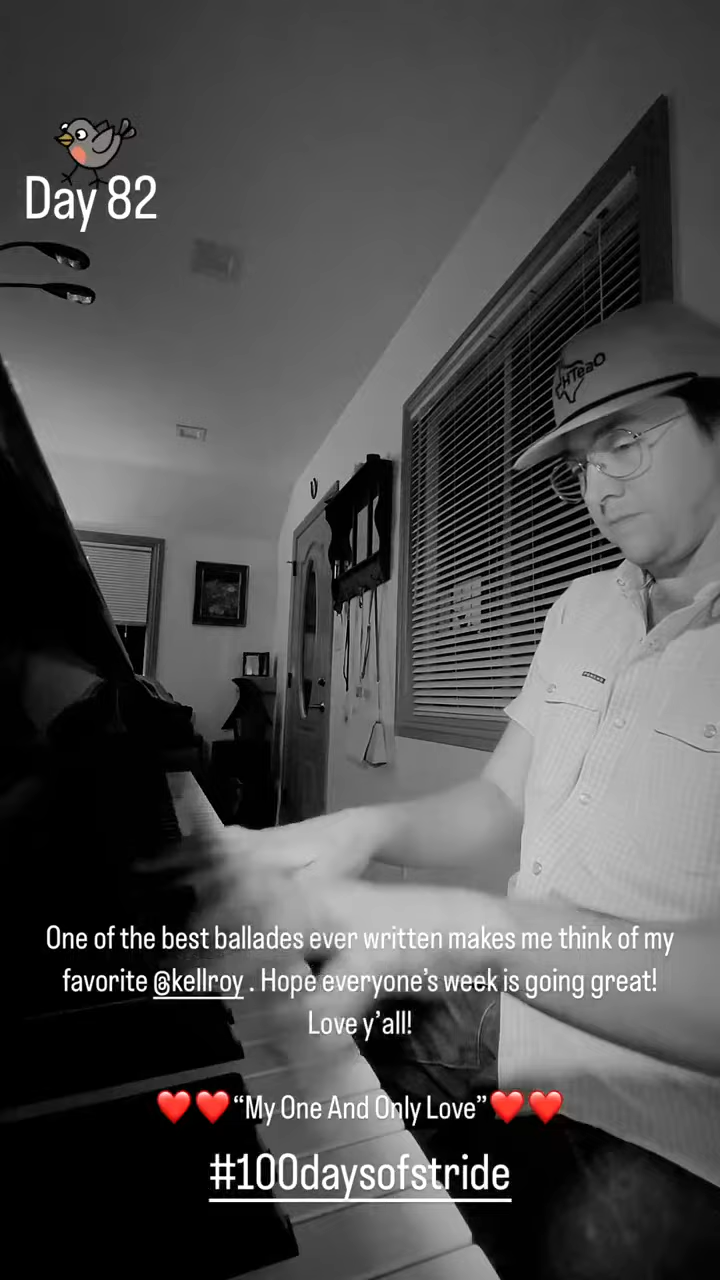 Day 82
HTeaO
One of the best ballades ever written makes me think of my
favorite @kellroy . Hope everyone's week is going great!
Love y'all!
❤️❤️“My One And Only Love”❤️❤️
#100daysofstride